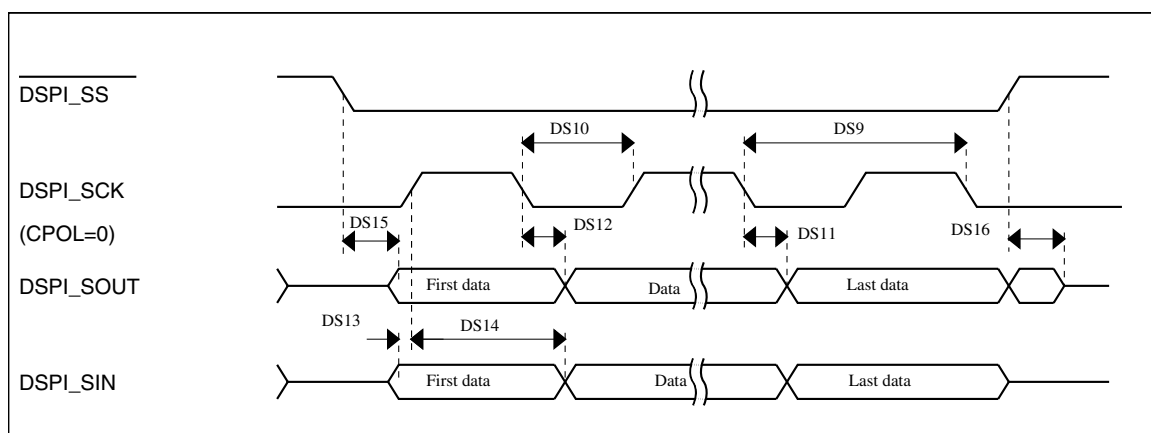 DSPI_SS
DS10
DS9
DSPI_SCK
DS15
DS12
DS11
DS16
(CPOL=0)
DSPI_SOUT
First data
Data
Last data
DS13
DS14
DSPI_SIN
First data
Data
Last data